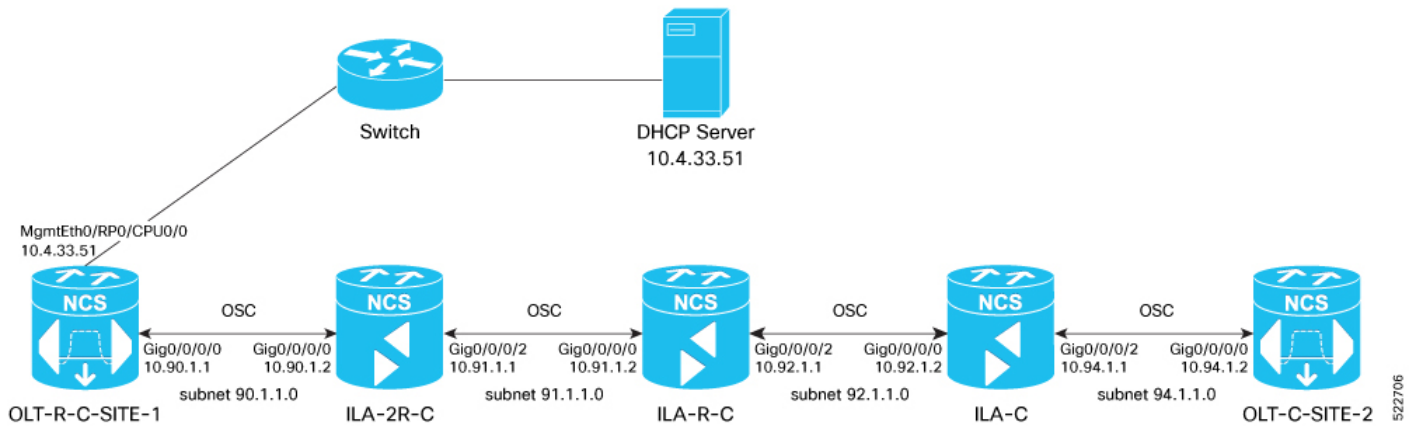 Switch
DHCP Server
10.4.33.51
MgmtEth0/RP0/CPU0/0
10.4.33.51
NCS
NCS
NCS
NCS
NCS
OSC
OSC
OSC
OSC
Gig0/0/0/0
10.90.1.1
Gig0/0/0/0
10.90.1.2
Gig0/0/0/2
10.91.1.1
Gig0/0/0/0
10.91.1.2
Gig0/0/0/2
10.92.1.1
Gig0/0/0/0
10.92.1.2
Gig0/0/0/2
10.94.1.1
Gig0/0/0/0
10.94.1.2
subnet 90.1.1.0
subnet 91.1.1.0
subnet 92.1.1.0
subnet 94.1.1.0
OLT-R-C-SITE-1
ILA-2R-C
ILA-R-C
ILA-C
OLT-C-SITE-2
522706